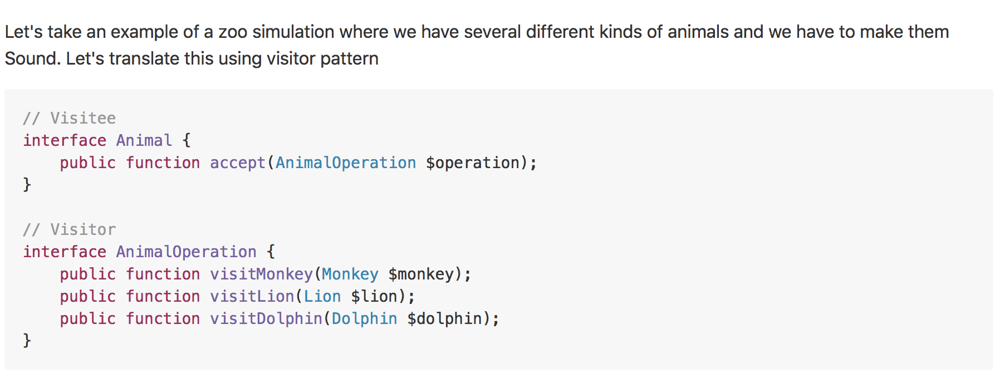 Let's take an example of a zoo simulation where we have several different kinds of animals and we have to make them
Sound. Let's translate this using visitor pattern
// Visitee
interface Animal {
    public function accept(AnimalOperation $operation);
}
// Visitor
interface AnimalOperation {
    public function visitMonkey(Monkey $monkey);
    public function visitLion(Lion $lion);
    public function visitDolphin(Dolphin $dolphin);
}